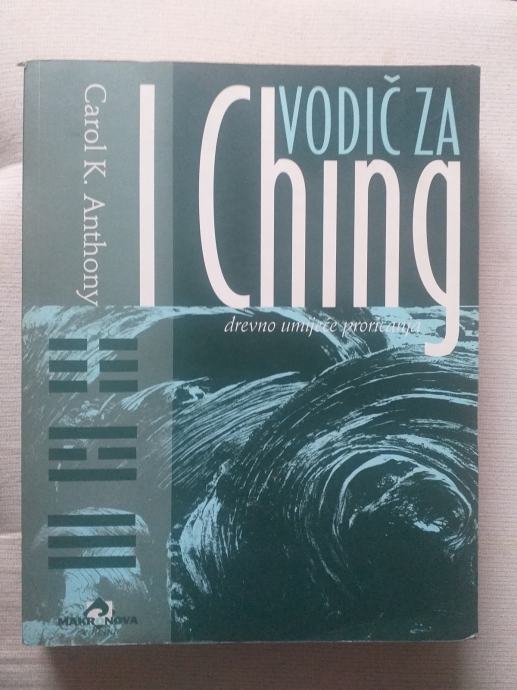 Carol K. Anthony
VODIČ ZA
I Ching
drevno umijeće proricanja
MAKRONOVA